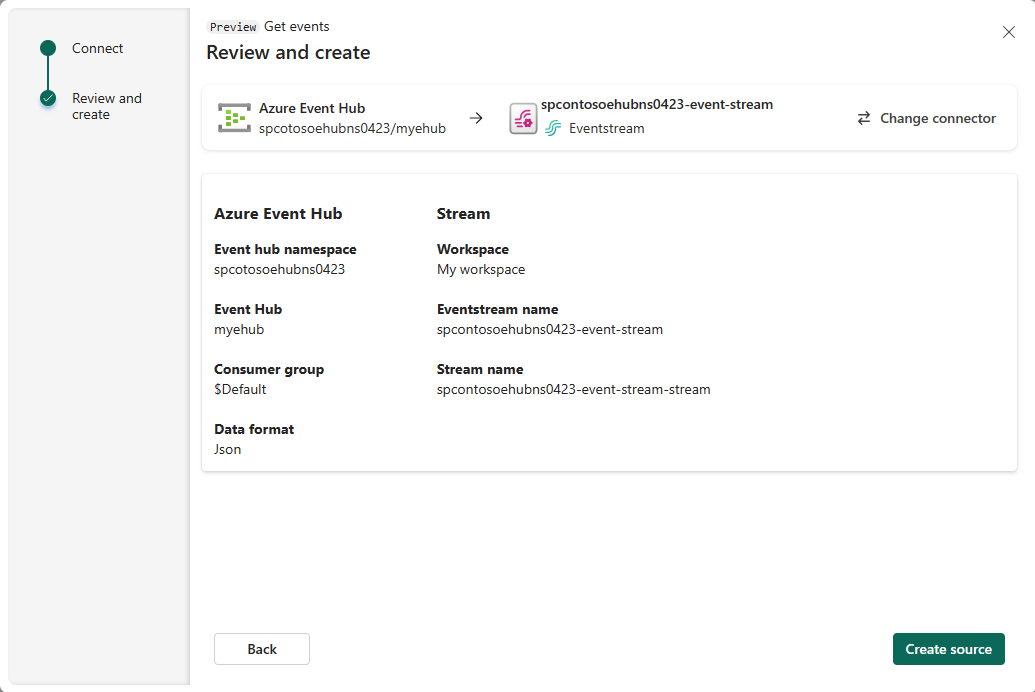 Connect
Review and
create
Preview Get events
Review and create
Azure Event Hub
spcotosoehubns0423/myehub
spcontosoehubns0423-event-stream
Eventstream
Change connector
Azure Event Hub
Event hub namespace
spcotosoehubns0423
Event Hub
myehub
Consumer group
$Default
Data format
Json
Stream
Workspace
My workspace
Eventstream name
spcontosoehubns0423-event-stream
Stream name
spcontosoehubns0423-event-stream-stream
Back
Create source